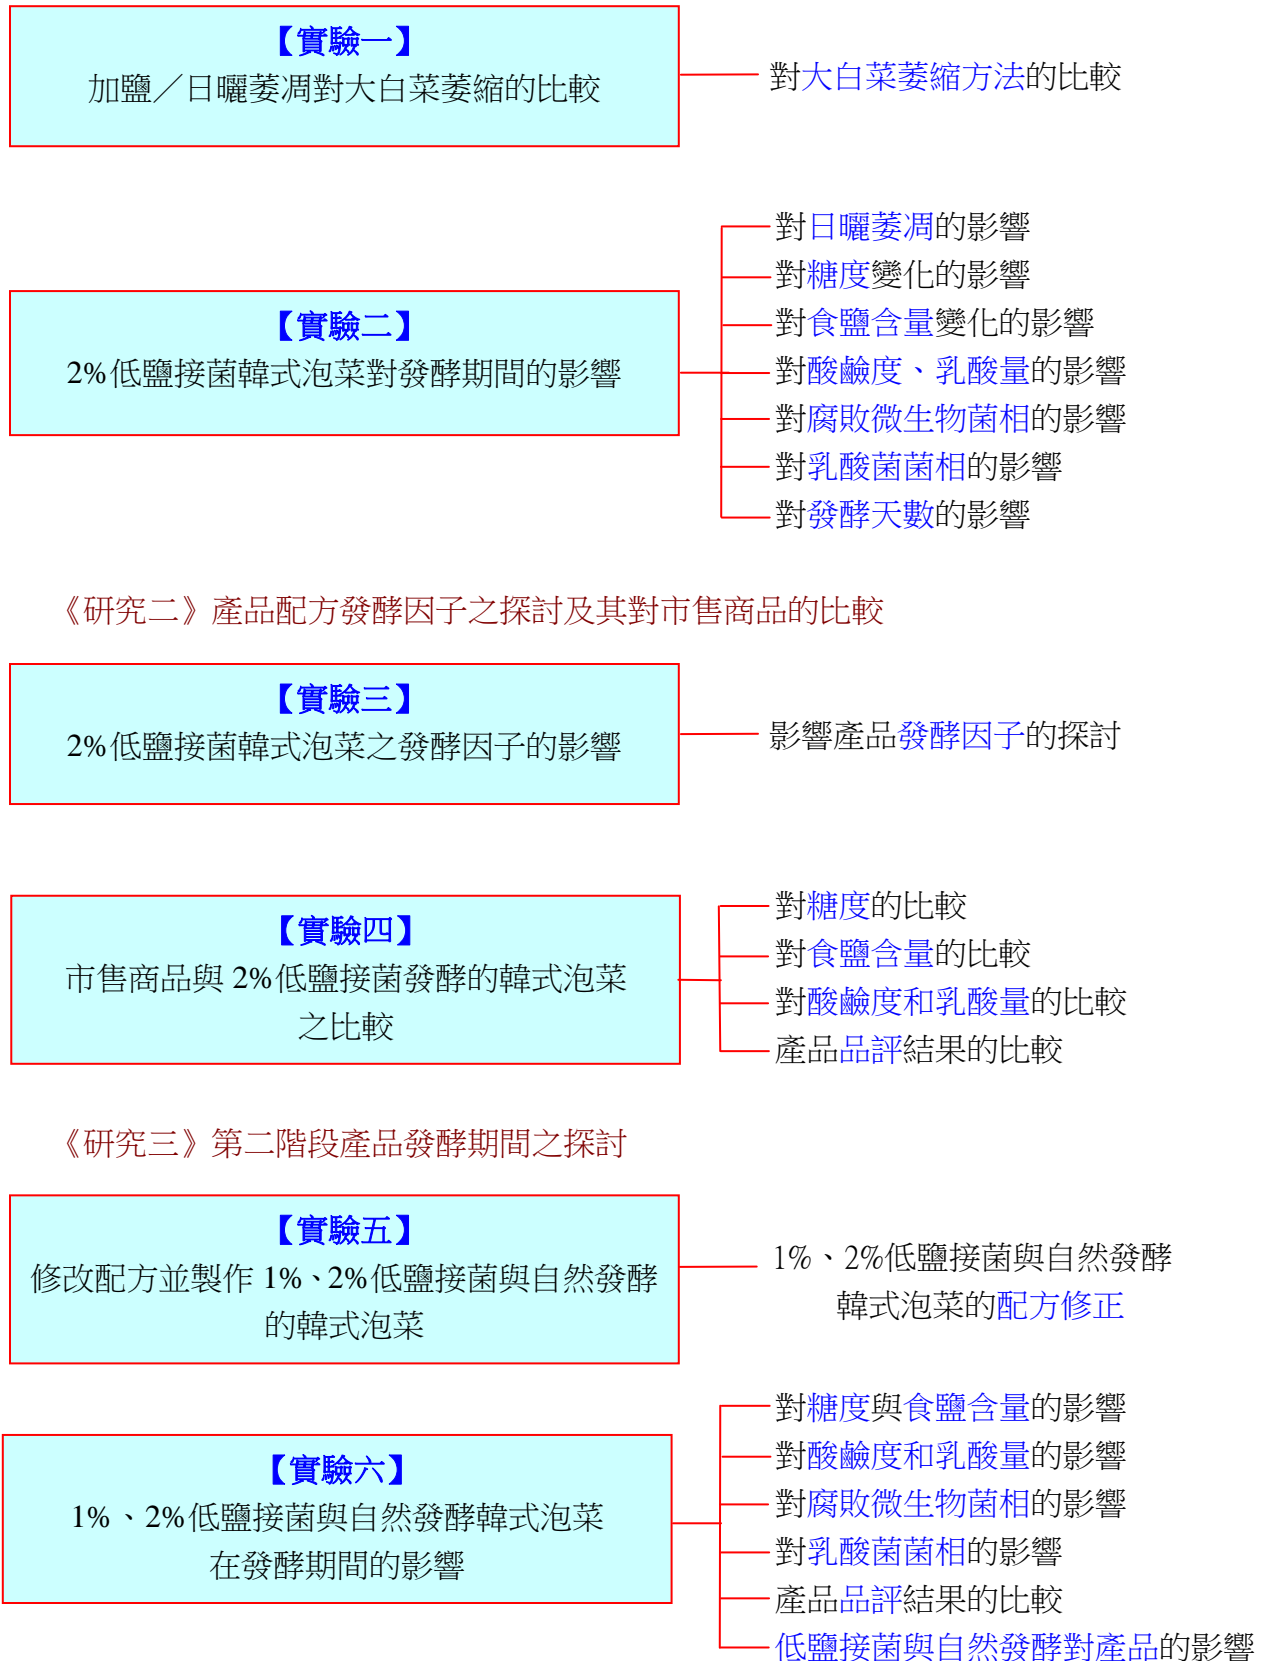 【實驗一】
加鹽／日曬萎凋對大白菜萎縮的比較
對大白菜萎縮方法的比較
【實驗二】
2%低鹽接菌韓式泡菜對發酵期間的影響
對日曬萎凋的影響
對糖度變化的影響
對食鹽含量變化的影響
對酸鹼度、乳酸量的影響
對腐敗微生物菌相的影響
對乳酸菌菌相的影響
對發酵天數的影響
《研究二》產品配方發酵因子之探討及其對市售商品的比較
【實驗三】
2%低鹽接菌韓式泡菜之發酵因子的影響
影響產品發酵因子的探討
【實驗四】
市售商品與 2%低鹽接菌發酵的韓式泡菜
之比較
對糖度的比較
對食鹽含量的比較
對酸鹼度和乳酸量的比較
產品品評結果的比較
《研究三》第二階段產品發酵期間之探討
【實驗五】
修改配方並製作 1%、2%低鹽接菌與自然發酵
的韓式泡菜
1%、2%低鹽接菌與自然發酵
韓式泡菜的配方修正
【實驗六】
1%、2%低鹽接菌與自然發酵韓式泡菜
在發酵期間的影響
對糖度與食鹽含量的影響
對酸鹼度和乳酸量的影響
對腐敗微生物菌相的影響
對乳酸菌菌相的影響
產品品評結果的比較
低鹽接菌與自然發酵對產品的影響